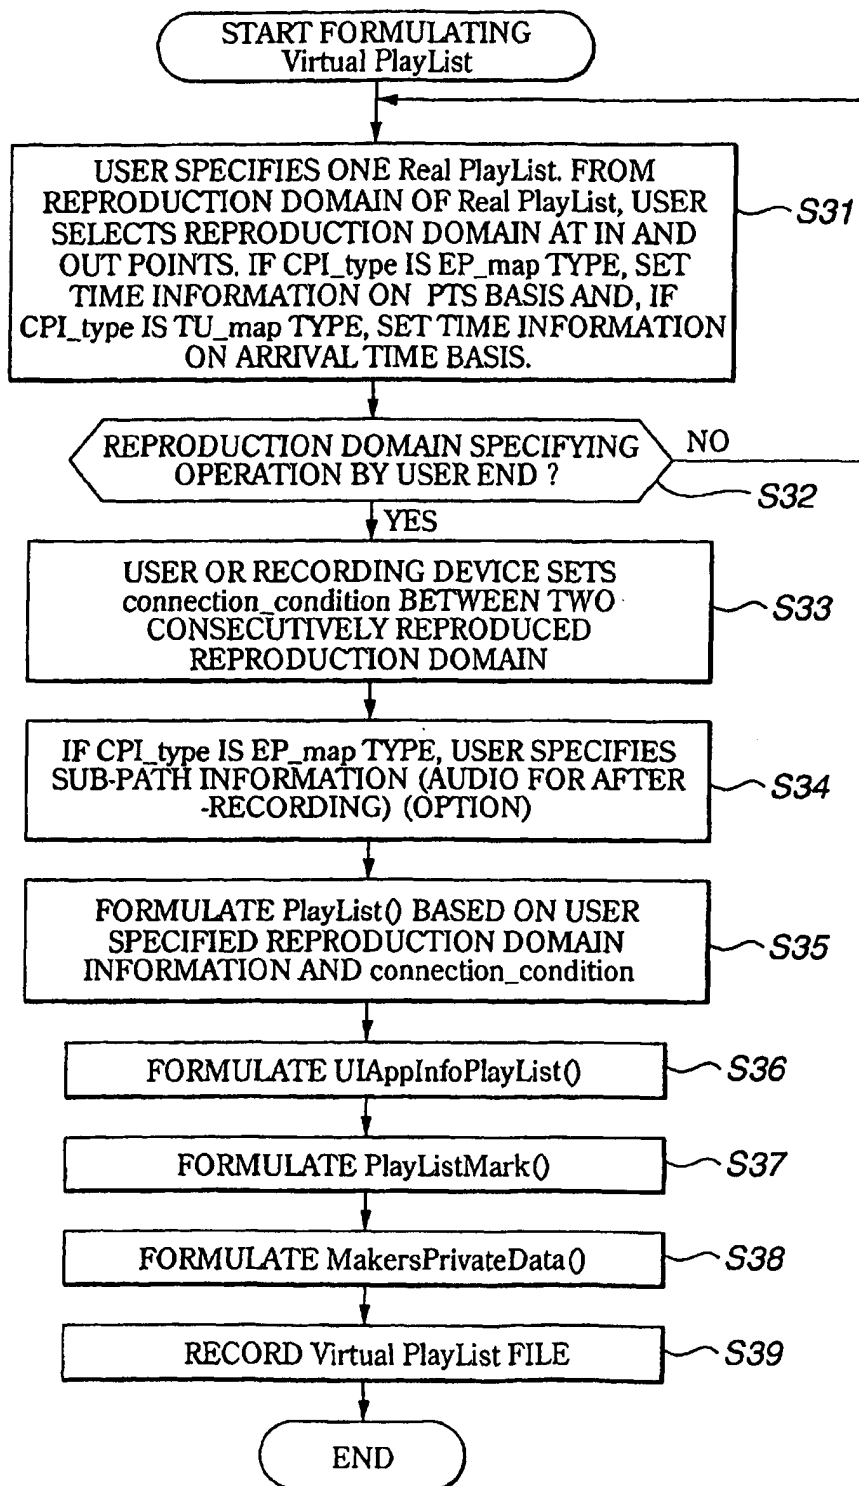 START FORMULATING
Virtual PlayList
USER SPECIFIES ONE Real PlayList. FROM
REPRODUCTION DOMAIN OF Real PlayList, USER
SELECTS REPRODUCTION DOMAIN AT IN AND
OUT POINTS. IF CPI_type IS EP_map TYPE, SET
TIME INFORMATION ON PTS BASIS AND, IF
CPI_type IS TU_map TYPE, SET TIME INFORMATION
ON ARRIVAL TIME BASIS.
S31
REPRODUCTION DOMAIN SPECIFYING
OPERATION BY USER END ?
NO
S32
YES
USER OR RECORDING DEVICE SETS
connection_condition BETWEEN TWO
CONSECUTIVELY REPRODUCED
REPRODUCTION DOMAIN
S33
IF CPI_type IS EP_map TYPE, USER SPECIFIES
SUB-PATH INFORMATION (AUDIO FOR AFTER
-RECORDING) (OPTION)
S34
FORMULATE PlayList() BASED ON USER
SPECIFIED REPRODUCTION DOMAIN
INFORMATION AND connection_condition
S35
FORMULATE UIAppInfoPlayList()
S36
FORMULATE PlayListMark()
S37
FORMULATE MakersPrivateData()
S38
RECORD Virtual PlayList FILE
S39
END